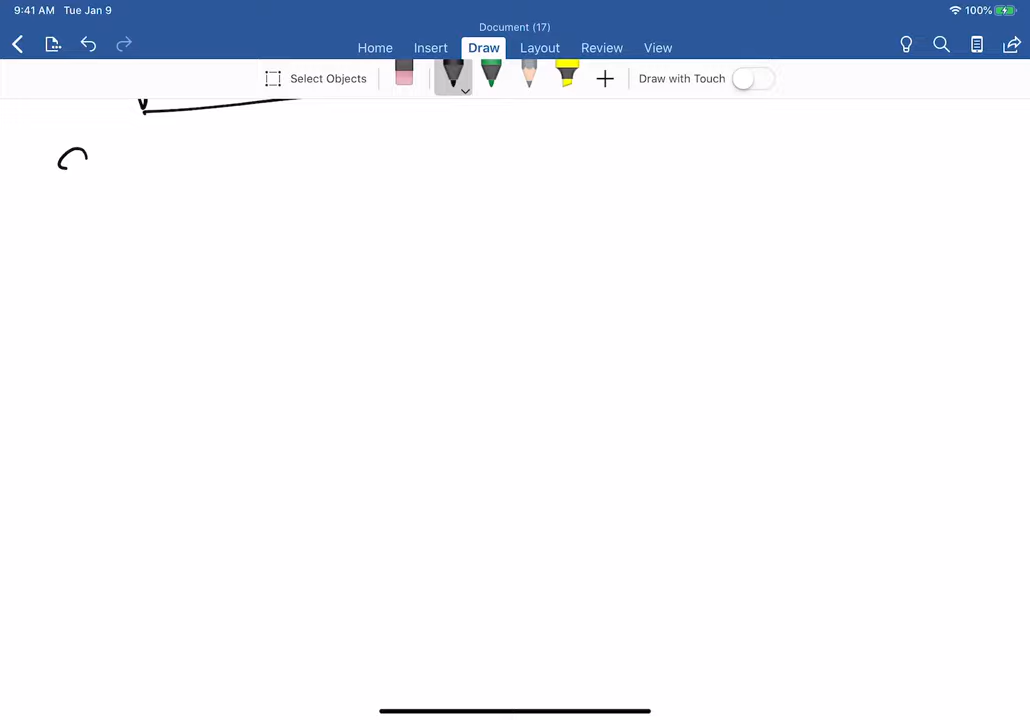 9:41 AM Tue Jan 9 100%
Document (17)
Home Insert Draw Layout Review View
Select Objects Draw with Touch